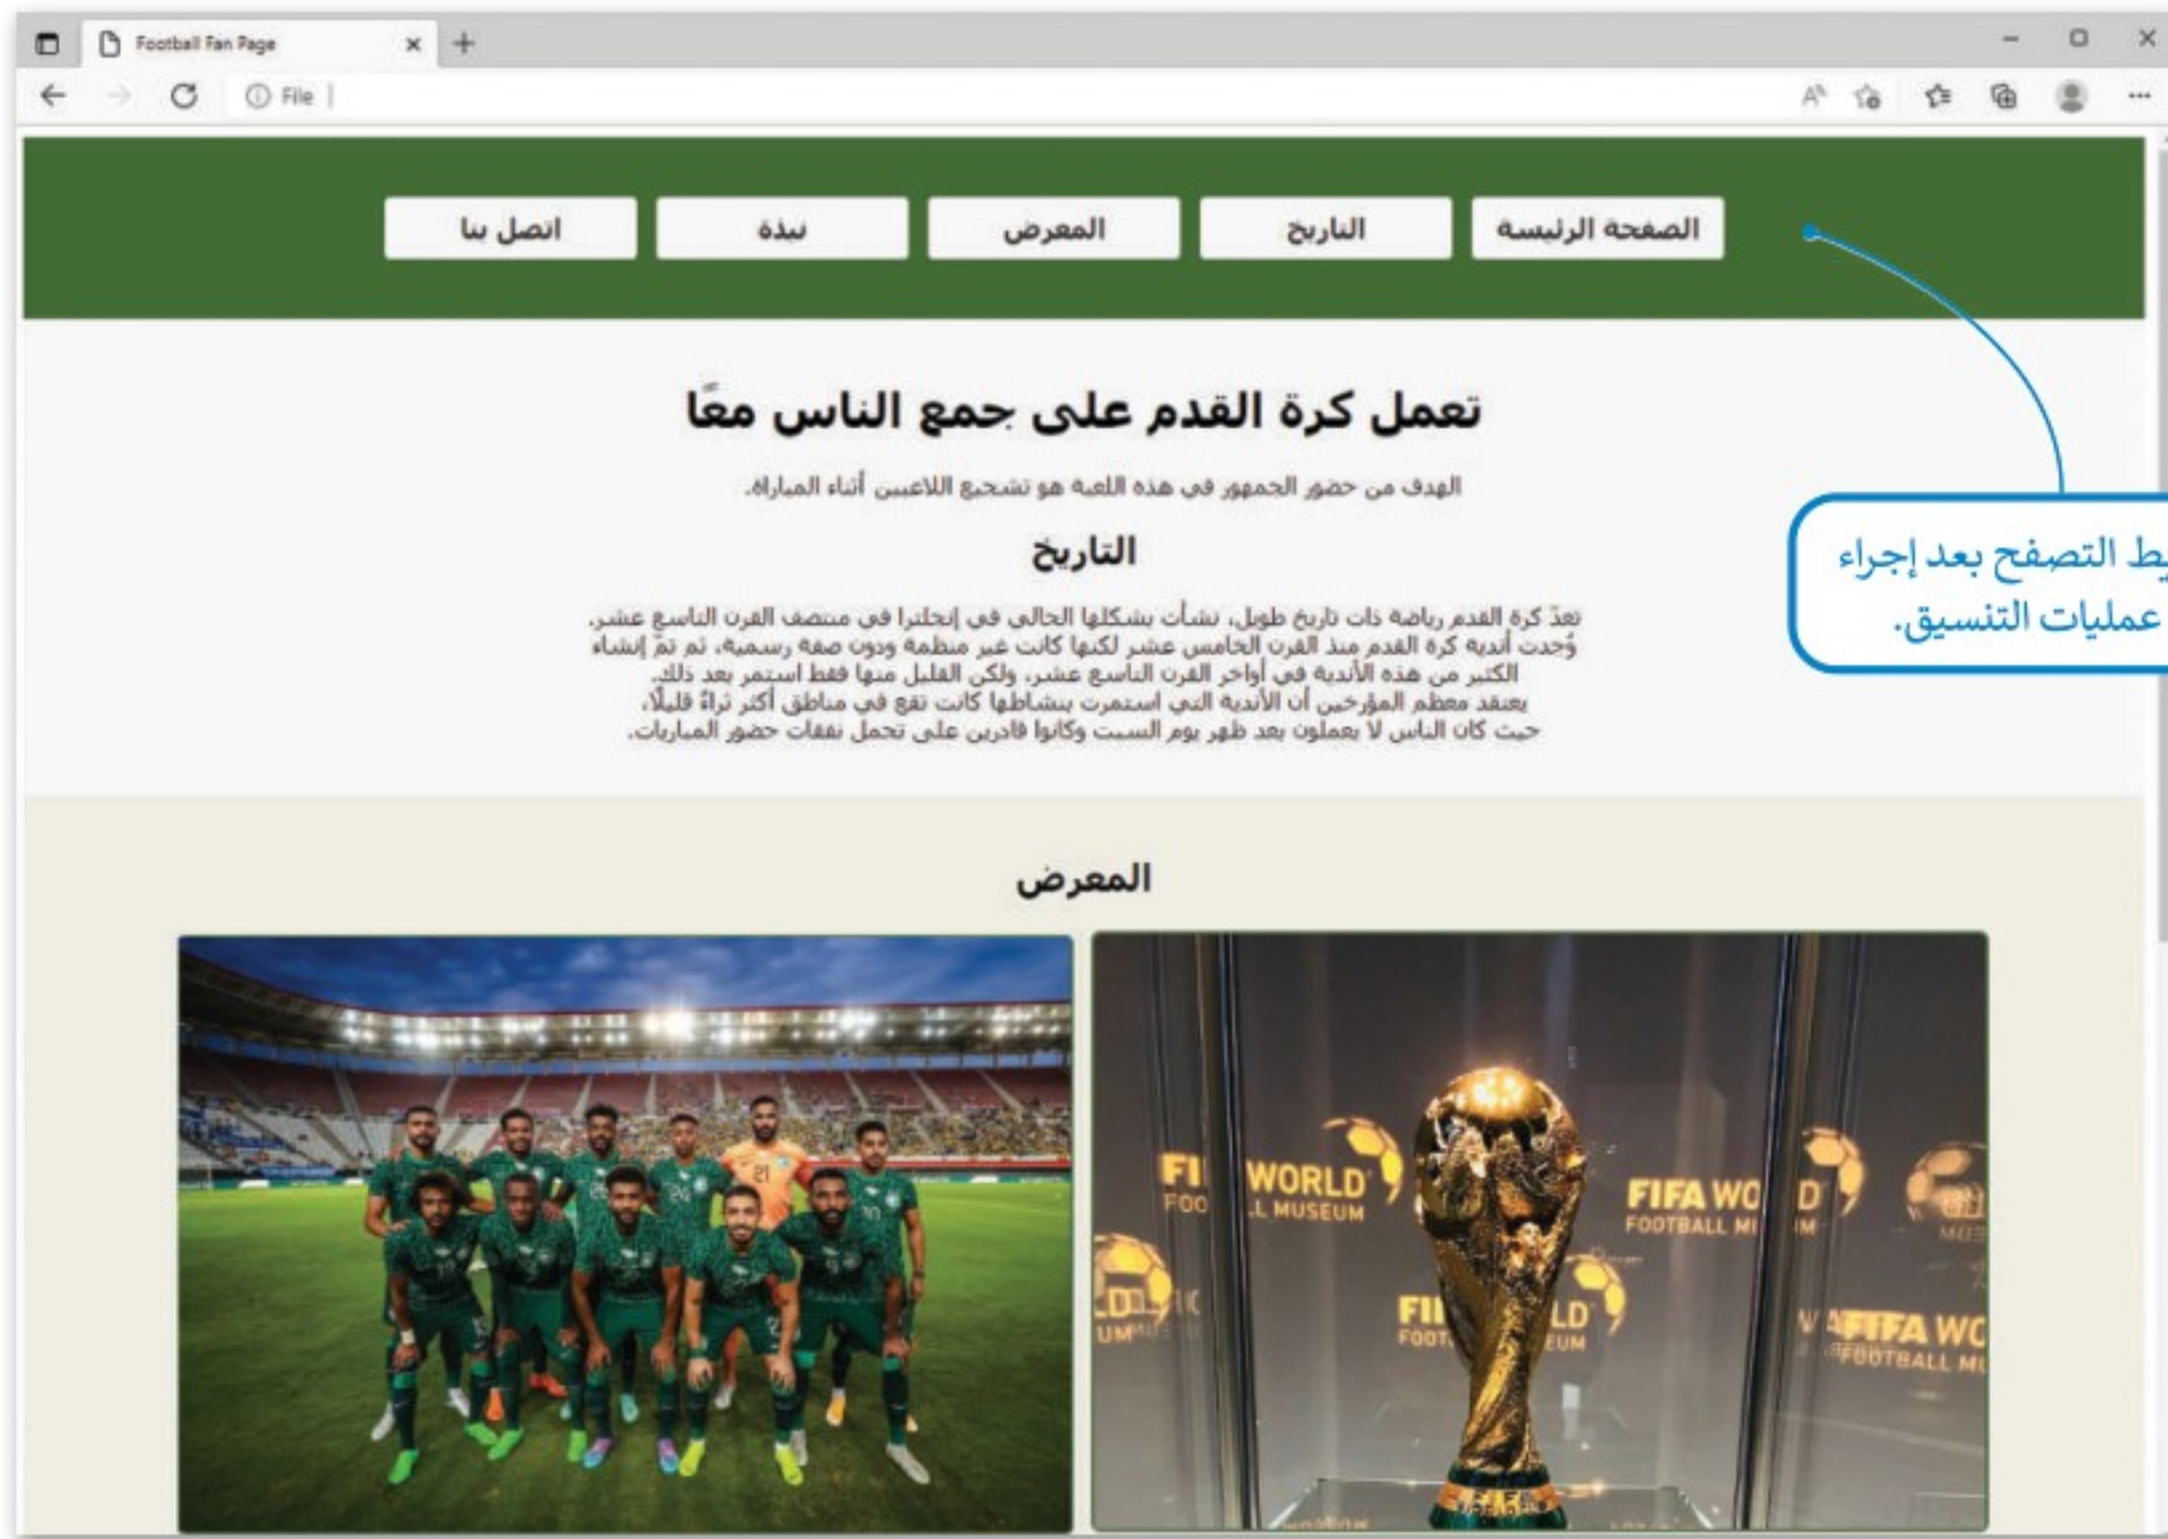 Football Fan Page
File
الصفحة الرئيسة
التاريخ
المعرض
نبذة
اتصل بنا
تعمل كرة القدم على جمع الناس معًا
الهدف من حضور الجمهور في هذه اللعبة هو تشجيع اللاعبين أثناء المباراة.
التاريخ
تعدّ كرة القدم رياضة ذات تاريخ طويل، نشأت بشكلها الحالي في إنجلترا في منتصف القرن التاسع عشر.
وُجدت أندية كرة القدم منذ القرن الخامس عشر لكنها كانت غير منظمة ودون صفة رسمية، ثم تمّ إنشاء
الكثير من هذه الأندية في أواخر القرن التاسع عشر، ولكن القليل منها فقط استمر بعد ذلك.
يعتقد معظم المؤرخين أن الأندية التي استمرت بنشاطها كانت تقع في مناطق أكثر ثراءً قليلًا،
حيث كان الناس لا يعملون بعد ظهر يوم السبت وكانوا قادرين على تحمل نفقات حضور المباريات.
التصفح بعد إجراء
عمليات التنسيق.
المعرض
21
WORLD
MUSEUM
FIFA WO D
FOOTBALL
FIFA WO
FOOTBALL